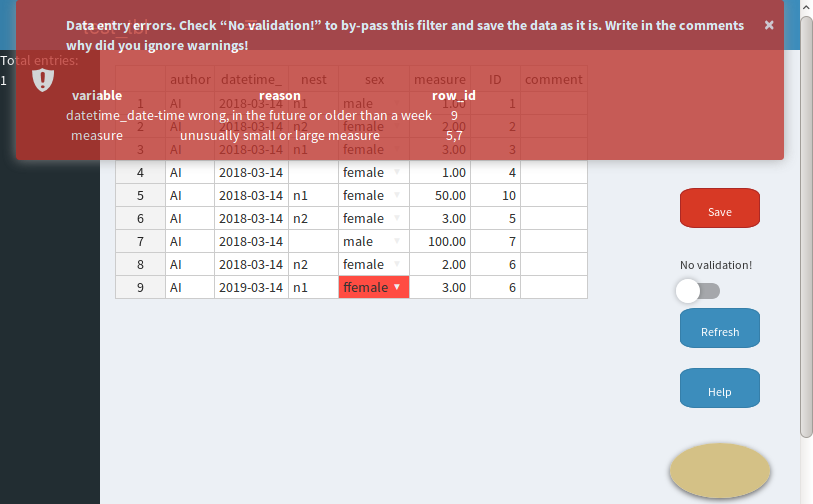 Data entry errors. Check “No validation!” to by-pass this filter and save the data as it is. Write in the comments
why did you ignore warnings! ×
Total entries:
1
author datetime_ nest sex measure ID comment
variable reason row_id
1 AI 2018-03-14 n1 male 1.00 1
datetime_ date-time wrong, in the future or older than a week 9
2 AI 2018-03-14 n2 female 2.00 2
measure unusually small or large measure 5,7
3 AI 2018-03-14 n1 female 3.00 3
4 AI 2018-03-14 female 1.00 4
5 AI 2018-03-14 n1 female 50.00 10
6 AI 2018-03-14 n2 female 3.00 5
7 AI 2018-03-14 male 100.00 7
8 AI 2018-03-14 n2 female 2.00 6
9 AI 2019-03-14 n1 ffemale 3.00 6
Save
No validation!
Refresh
Help